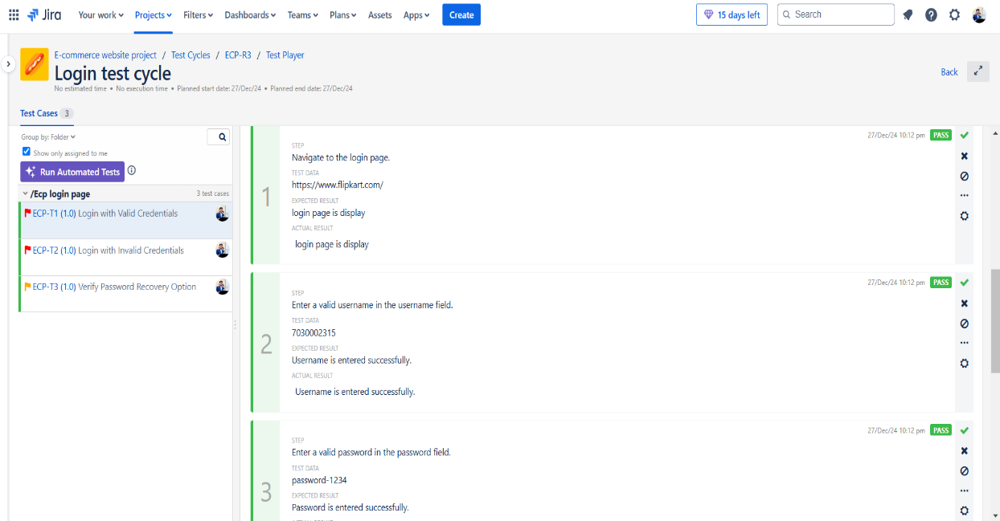 Jira Your work Projects Filters Dashboards Teams Plans Assets Apps Create 15 days left Search
E-commerce website project / Test Cycles / ECP-R3 / Test Player
Login test cycle
No estimated time • No execution time • Planned start date: 27/Dec/24 • Planned end date: 27/Dec/24
Back
Test Cases 3
Group by: Folder
Show only assigned to me
Run Automated Tests
/Ecp login page 3 test cases
ECP-T1 (1.0) Login with Valid Credentials
ECP-T2 (1.0) Login with Invalid Credentials
ECP-T3 (1.0) Verify Password Recovery Option
27/Dec/24 10:12 pm PASS
1
STEP
Navigate to the login page.
TEST DATA
https://www.flipkart.com/
EXPECTED RESULT
login page is display
ACTUAL RESULT
login page is display
27/Dec/24 10:12 pm PASS
2
STEP
Enter a valid username in the username field.
TEST DATA
7030002315
EXPECTED RESULT
Username is entered successfully.
ACTUAL RESULT
Username is entered successfully.
27/Dec/24 10:12 pm PASS
3
STEP
Enter a valid password in the password field.
TEST DATA
password-1234
EXPECTED RESULT
Password is entered successfully.